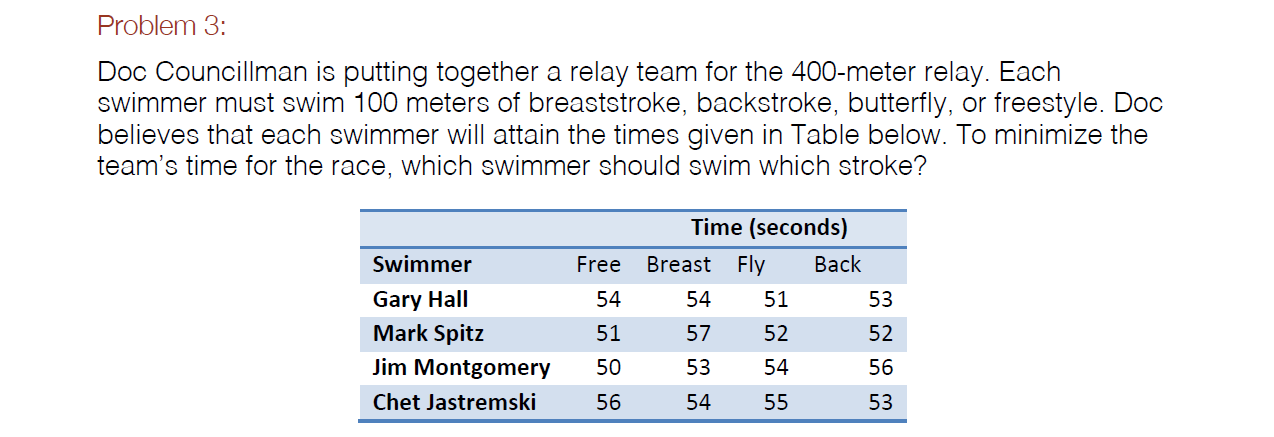 Problem 3:
Doc Councillman is putting together a relay team for the 400-meter relay. Each
swimmer must swim 100 meters of breaststroke, backstroke, butterfly, or freestyle. Doc
believes that each swimmer will attain the times given in Table below. To minimize the
team's time for the race, which swimmer should swim which stroke?
Time (seconds)
Swimmer Free Breast Fly Back
Gary Hall 54 54 51 53
Mark Spitz 51 57 52 52
Jim Montgomery 50 53 54 56
Chet Jastremski 56 54 55 53